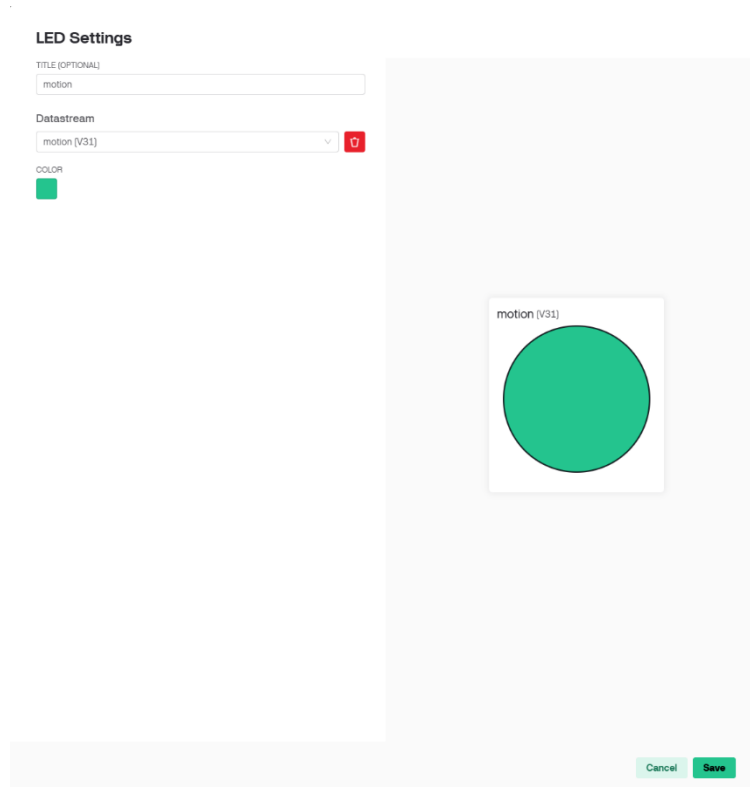 LED Settings
TITLE (OPTIONAL)
motion
Datastream
motion (V31)
COLOR
motion (V31)
Cancel
Save